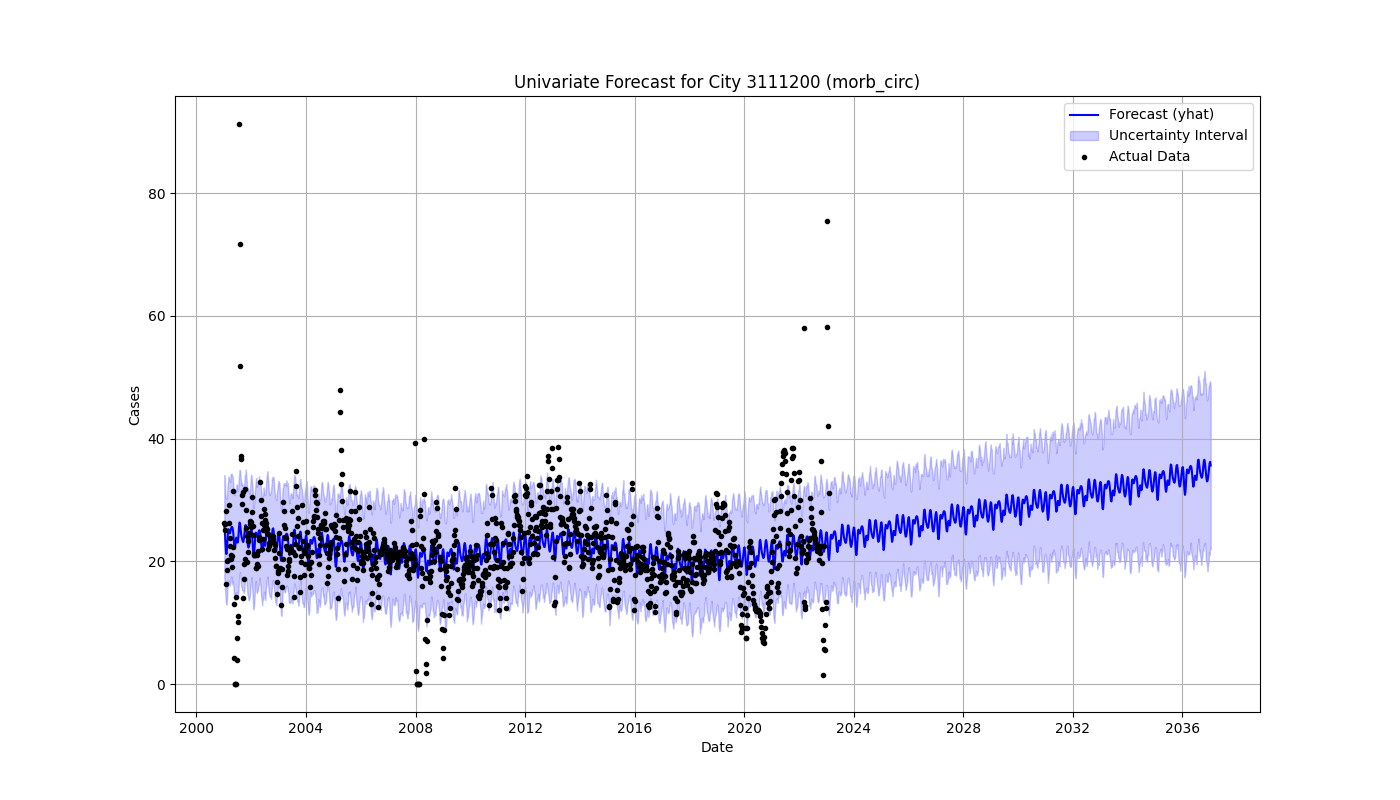 Univariate Forecast for City 3111200 (morb_circ)
Forecast (yhat)
Uncertainty Interval
Actual Data
80
60
40
20
0
Cases
2000 2004 2008 2012 2016 2020 2024 2028 2032 2036
Date